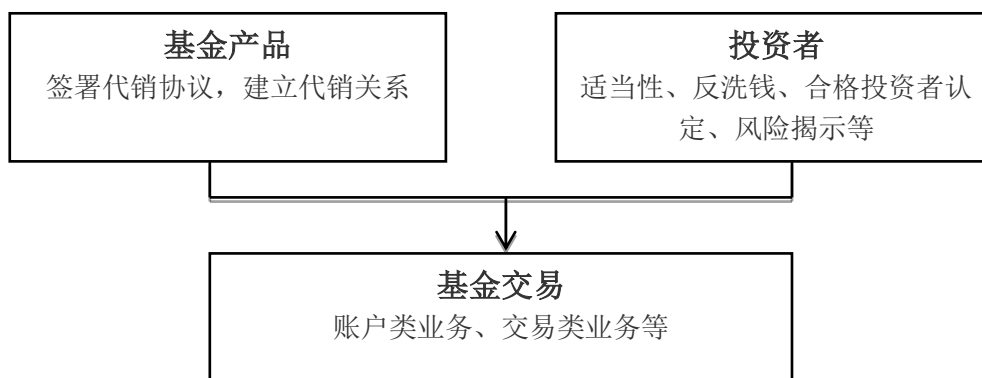 基金产品
签署代销协议，建立代销关系
投资者
适当性、反洗钱、合格投资者认
定、风险揭示等
基金交易
账户类业务、交易类业务等